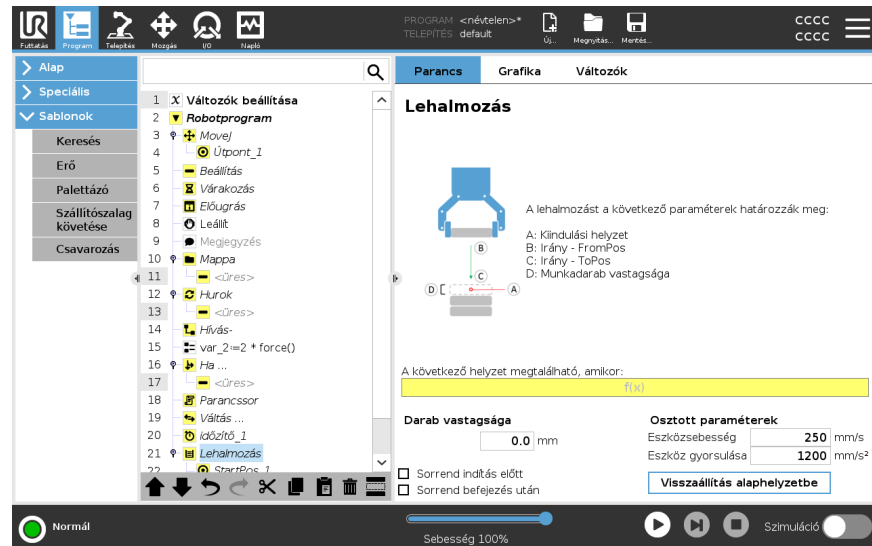 UR
Futtatás
Program
Telepítés
Mozgás
I/O
Napló
PROGRAM <névtelen>*
TELEPÍTÉS default
Új...
Megnyitás...
Mentés...
CCCC
CCCC
Alap
Speciális
Sablonok
Keresés
Erő
Palettázó
Szállítószalag
követése
Csavarozás
1 X Változók beállítása
2 Robotprogram
3 MoveJ
4 Útpont_1
5 Beállítás
6 Várakozás
7 Előugrás
8 Leállít
9 Megjegyzés
10 Mappa
11 <üres>
12 Hurok
13 <üres>
14 Hívás-
15 var_2:=2 * force()
16 Ha ...
17 <üres>
18 Parancssor
19 Váltás ...
20 időzítő_1
21 Lehalmozás
22 StartPos_1
Parancs
Grafika
Változók
Lehalmozás
B
C
D
A
A lehalmozást a következő paraméterek határozzák meg:
A: Kiindulási helyzet
B: Irány - FromPos
C: Irány - ToPos
D: Munkadarab vastagsága
A következő helyzet megtalálható, amikor:
f(x)
Darab vastagsága
0.0 mm
Sorrend indítás előtt
Sorrend befejezés után
Osztott paraméterek
Eszközsebesség 250 mm/s
Eszköz gyorsulása 1200 mm/s²
Visszaállítás alaphelyzetbe
Normál
Sebesség 100%
Szimuláció